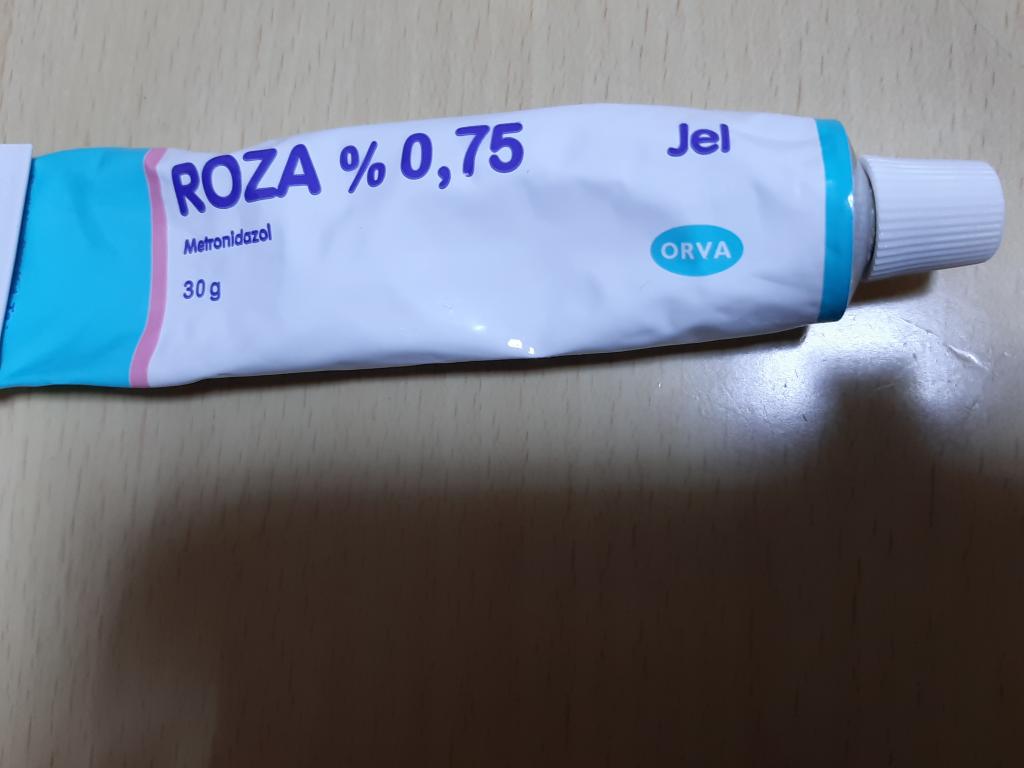 ROZA % 0,75
Jel
Metronidazol
30 g
ORVA